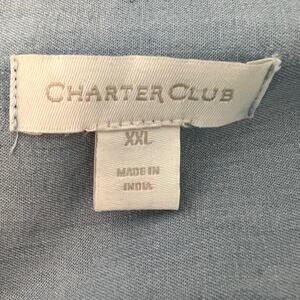 CHARTER CLUB
XXL
MADE IN
INDIA